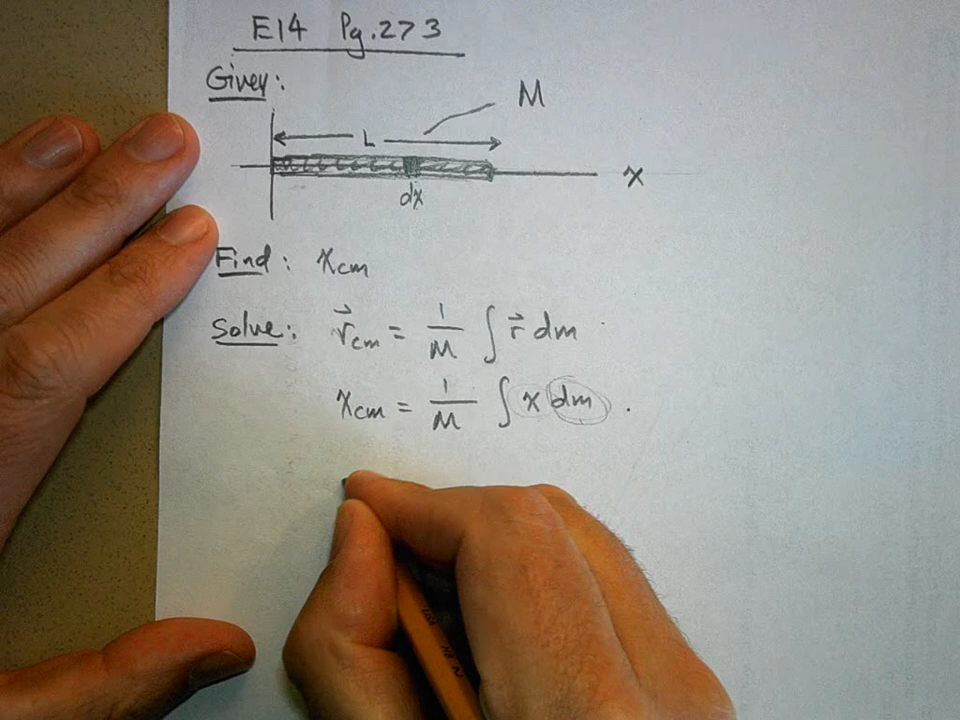 E14 Pg.273
Given:
M
L
x
dx
Find: xcm
Solve: r⃗cm = 1/M ∫ r⃗ dm
xcm = 1/M ∫ x dm.